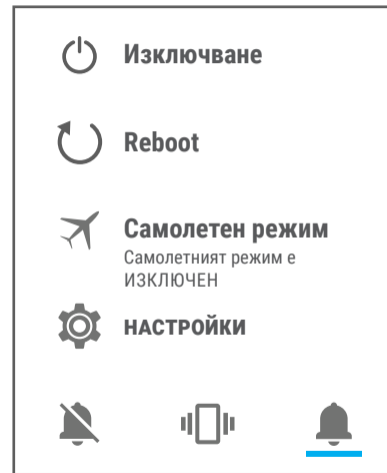 Изключване
Reboot
Самолетен режим
Самолетният режим е
ИЗКЛЮЧЕН
НАСТРОЙКИ